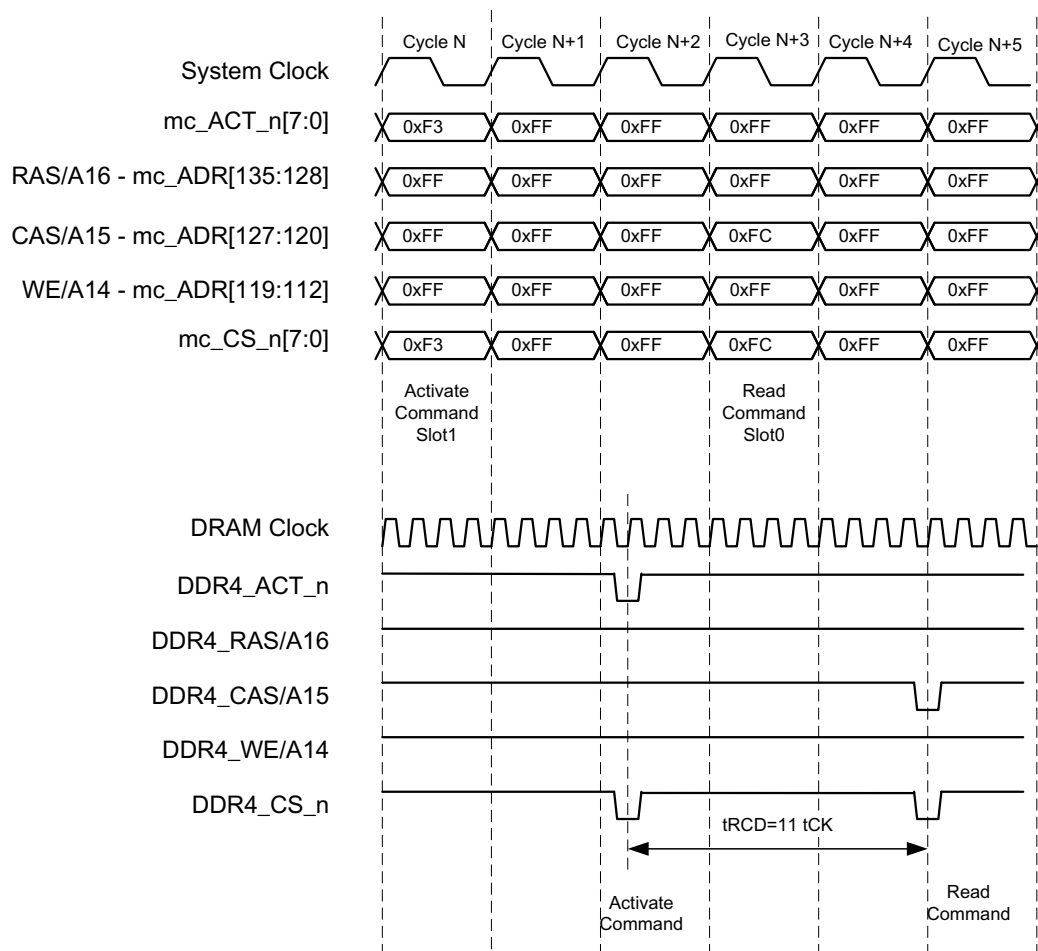 Cycle N Cycle N+1 Cycle N+2 Cycle N+3 Cycle N+4 Cycle N+5
System Clock
mc_ACT_n[7:0] 0xF3 0xFF 0xFF 0xFF 0xFF 0xFF
RAS/A16 - mc_ADR[135:128] 0xFF 0xFF 0xFF 0xFF 0xFF 0xFF
CAS/A15 - mc_ADR[127:120] 0xFF 0xFF 0xFF 0xFC 0xFF 0xFF
WE/A14 - mc_ADR[119:112] 0xFF 0xFF 0xFF 0xFF 0xFF 0xFF
mc_CS_n[7:0] 0xF3 0xFF 0xFF 0xFC 0xFF 0xFF
Activate
Command
Slot1
Read
Command
Slot0
DRAM Clock
DDR4_ACT_n
DDR4_RAS/A16
DDR4_CAS/A15
DDR4_WE/A14
DDR4_CS_n
tRCD=11 tCK
Activate
Command
Read
Command